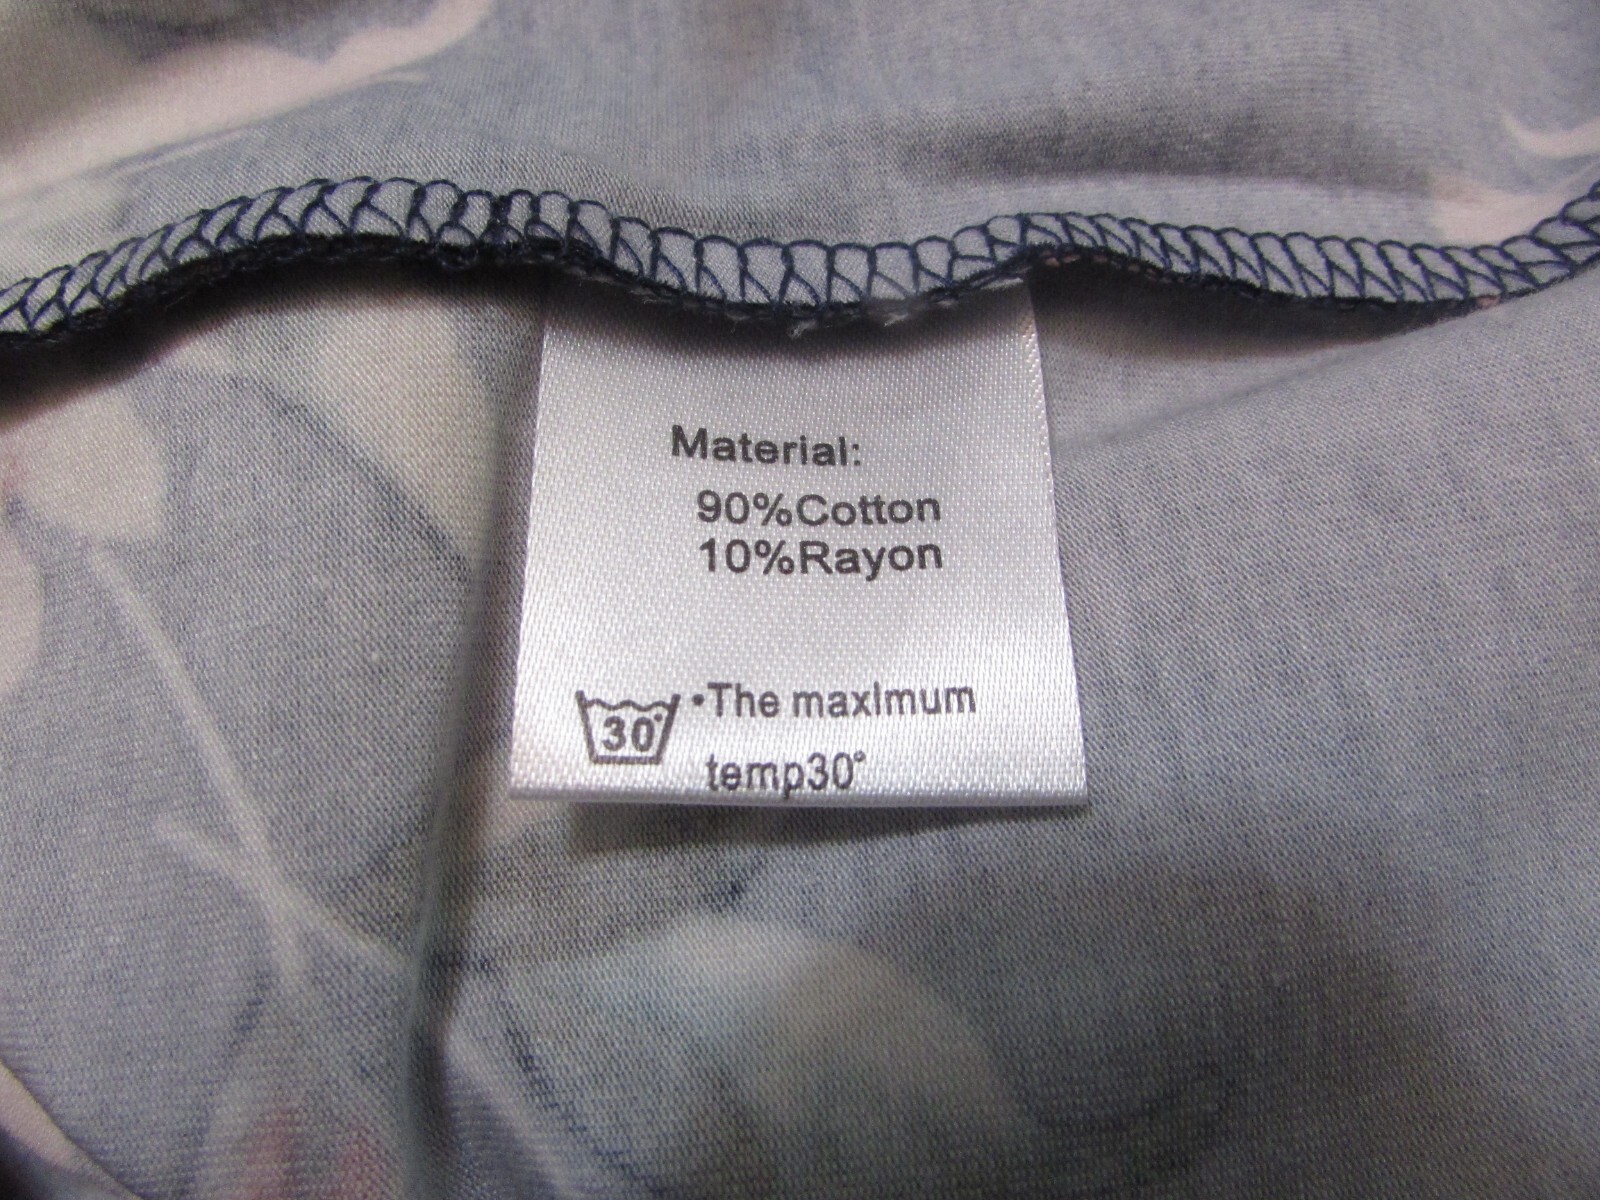 Material:
90%Cotton
10%Rayon
30° •The maxImum
temp30°